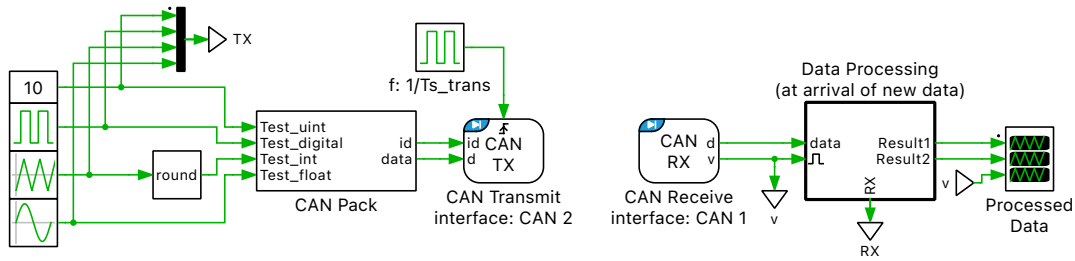 TX
10
f: 1/Ts_trans
Data Processing
(at arrival of new data)
Test_uint
Test_digital
Test_int
Test_float
id
data
round
CAN Pack
id
d
CAN
TX
CAN Transmit
interface: CAN 2
CAN
RX
d
v
CAN Receive
interface: CAN 1
v
data
Result1
Result2
RX
RX
v
Processed
Data